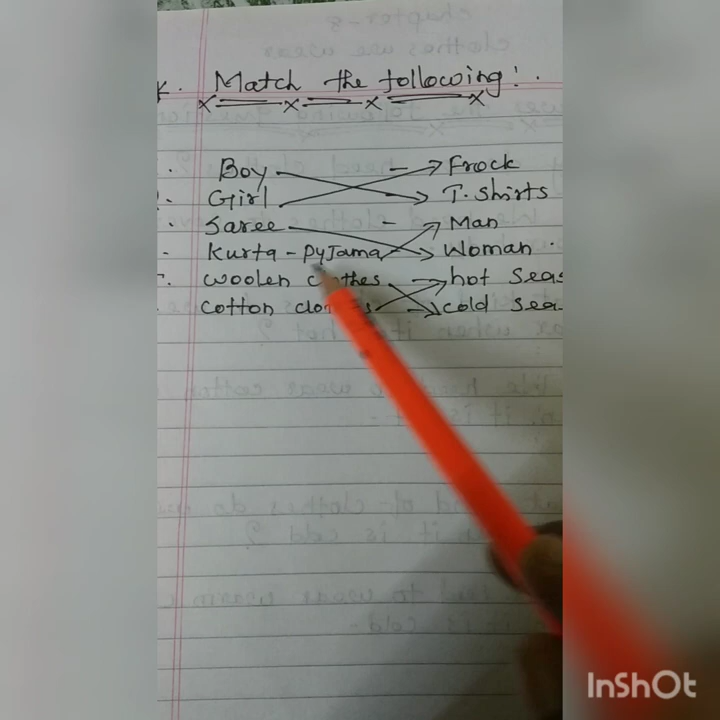 Match the following:
Boy - Frock
Girl T.Shirts
Saree - Man
Kurta - pyJama Woman.
woolen clothes - hot Seas
cotton - cold Sea
InShOt